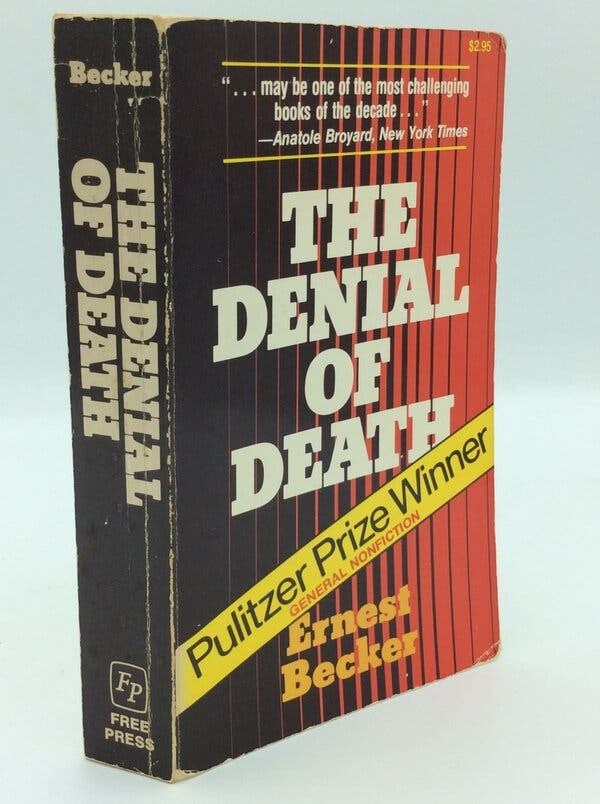 Becker
THE DENIAL
OF DEATH
FP
FREE
PRESS
$2.95
“...may be one of the most challenging
books of the decade...”
—Anatole Broyard, New York Times
THE
DENIAL
OF
DEATH
Pulitzer Prize Winner
GENERAL NONFICTION
Ernest
Becker